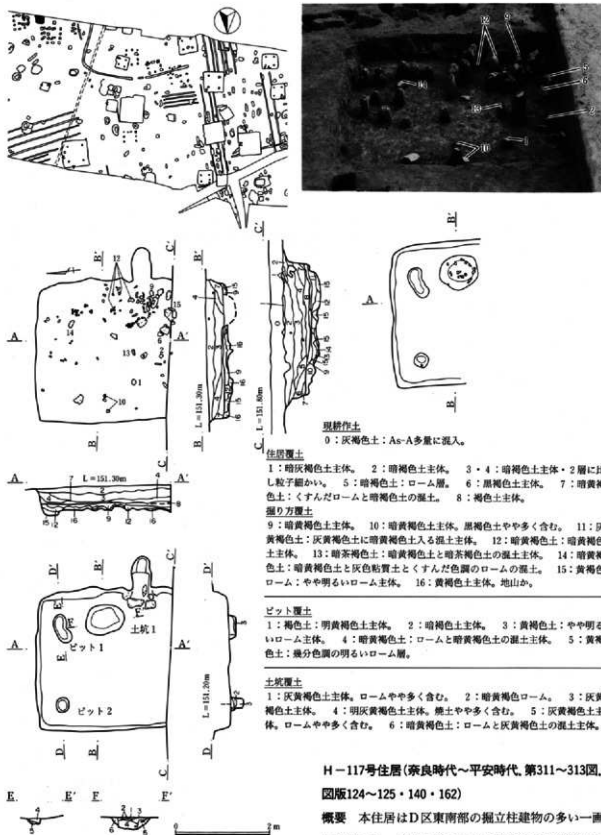 12
9
5
6
7
14
13
10
1
B'
C'
12
15
14
13
1
10
A
A'
B
C
L=151.30m
L=151.60m
現耕作土
0：灰褐色土：As-A多量に混入。
住居覆土
1：暗灰褐色土主体。 2：暗褐色土主体。 3・4：暗褐色土主体・2層に比
し粒子細かい。 5：暗褐色土：ローム層。 6：黒褐色土主体。 7：暗黄褐
色土：くすんだロームと暗褐色土の混土。 8：褐色土主体。
掘り方覆土
9：暗黄褐色土主体。 10：暗黄褐色土主体。黒褐色土やや多く含む。 11：灰
黄褐色土：灰黄褐色土に暗黄褐色土入る混土主体。 12：暗黄褐色土：暗褐色
土主体。 13：暗茶褐色土：暗黄褐色土と暗茶褐色土の混土主体。 14：暗黄褐
色土：暗黄褐色土と灰色粘質土とくすんだ色調のロームの混土。 15：黄褐色
ローム：やや明るいローム主体。 16：黄褐色土主体。地山か。
A
L=151.30m
A'
D
B'
D'
土坑1
ピット1
ピット2
A
A'
L=151.20m
ピット覆土
1：褐色土：明黄褐色土主体。 2：暗褐色土主体。 3：黄褐色土：やや明る
いローム主体。 4：暗黄褐色土：ロームと暗黄褐色土の混土主体。 5：黄褐
色土：幾分色調の明るいローム層。
土坑覆土
1：灰黄褐色土主体。ロームやや多く含む。 2：暗黄褐色ローム。 3：灰黄
褐色土主体。 4：明灰黄褐色土主体。焼土やや多く含む。 5：灰黄褐色土主
体。ロームやや多く含む。 6：暗黄褐色土：ロームと灰黄褐色土の混土主体。
E
E'
F
F'
0
2m
H－117号住居(奈良時代～平安時代、第311～313図、
図版124～125・140・162)
概要 本住居はD区東南部の掘立柱建物の多い一画